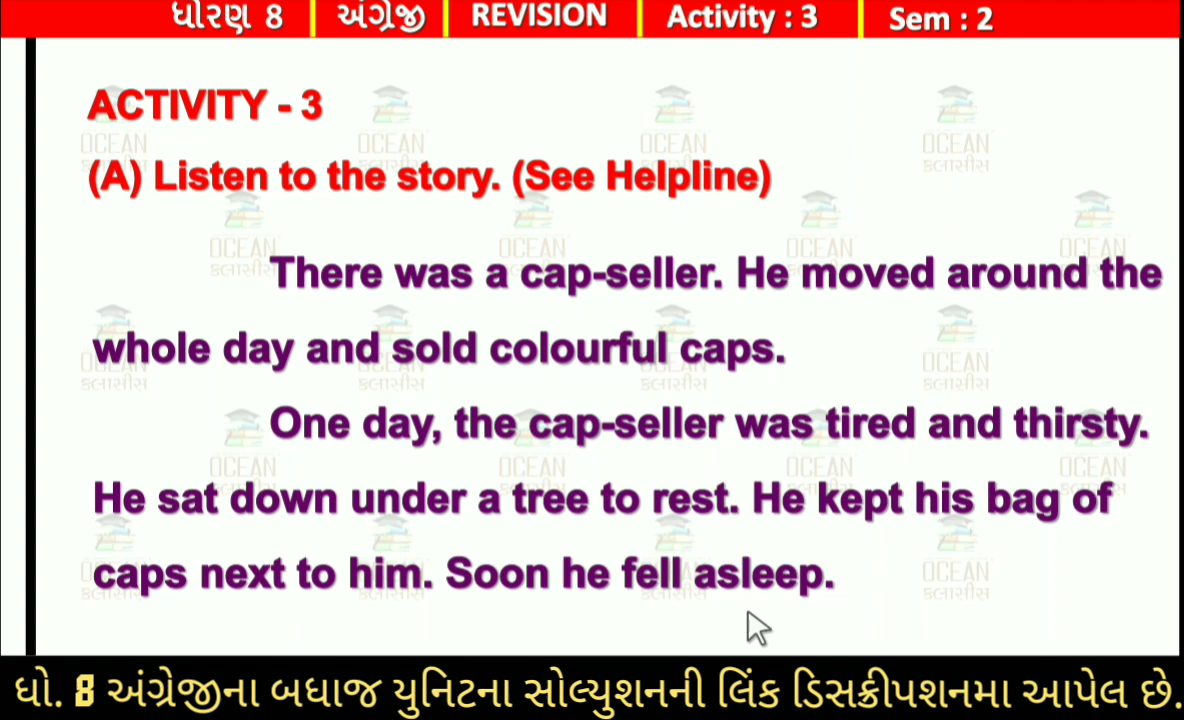 ધોરણ 8 અંગ્રેજી REVISION Activity : 3 Sem : 2
ACTIVITY - 3
(A) Listen to the story. (See Helpline)
There was a cap-seller. He moved around the
whole day and sold colourful caps.
One day, the cap-seller was tired and thirsty.
He sat down under a tree to rest. He kept his bag of
caps next to him. Soon he fell asleep.
OCEAN
કલાસીસ
ધો. 8 અંગ્રેજીના બધાજ યુનિટના સોલ્યુશનની લિંક ડિસક્રીપશનમા આપેલ છે.